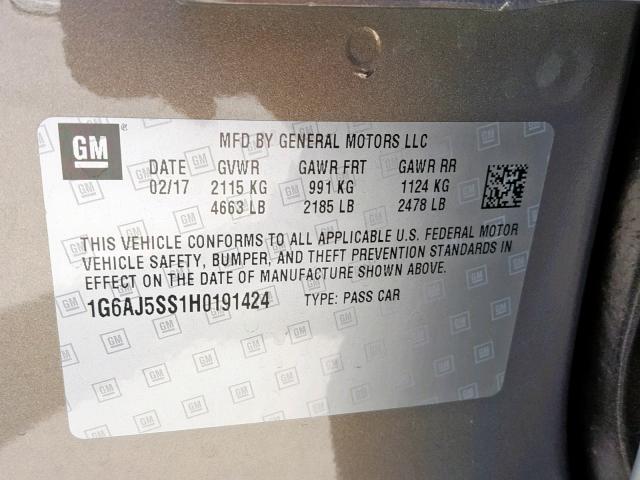 GM
MFD BY GENERAL MOTORS LLC
DATE GVWR GAWR FRT GAWR RR
02/17 2115 KG 991 KG 1124 KG
4663 LB 2185 LB 2478 LB
THIS VEHICLE CONFORMS TO ALL APPLICABLE U.S. FEDERAL MOTOR
VEHICLE SAFETY, BUMPER, AND THEFT PREVENTION STANDARDS IN
EFFECT ON THE DATE OF MANUFACTURE SHOWN ABOVE.
1G6AJ5SS1H0191424 TYPE: PASS CAR